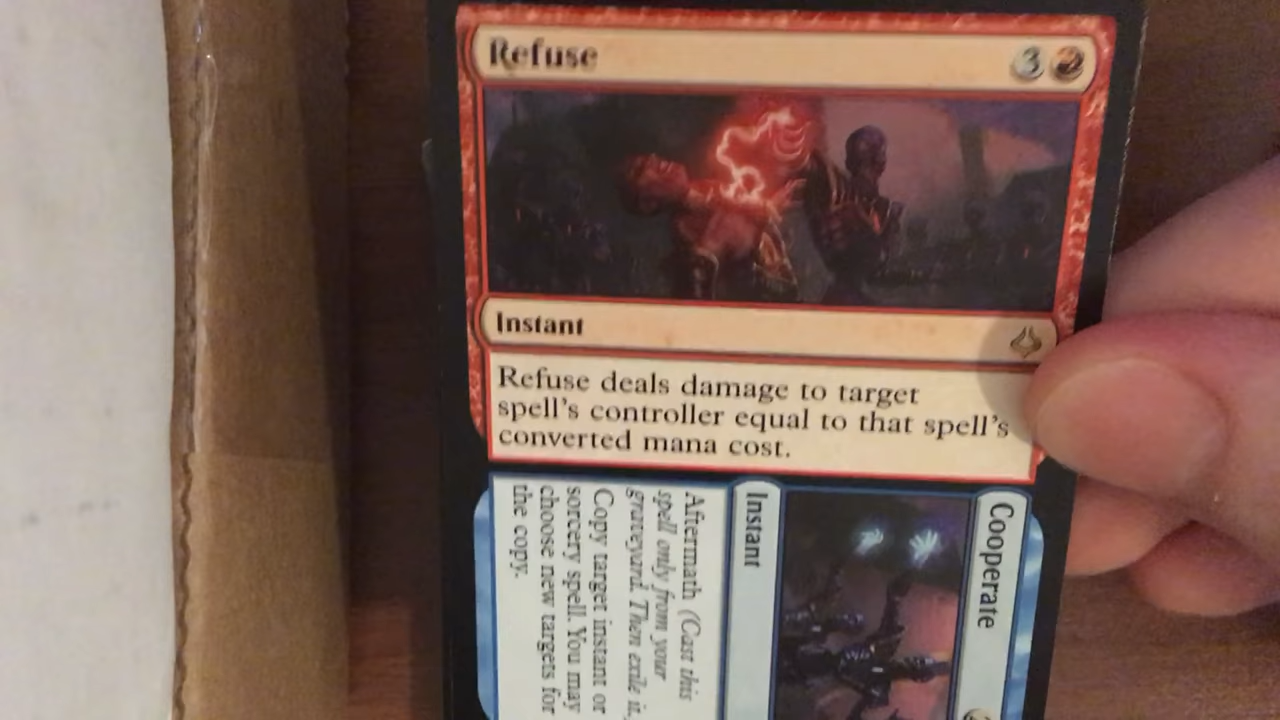 Refuse
3
Instant
Refuse deals damage to target
spell's controller equal to that spell's
converted mana cost.
Cooperate
Instant
Aftermath (Cast this
spell only from your
graveyard. Then exile it.
Copy target instant or
sorcery spell. You may
choose new targets for
the copy.